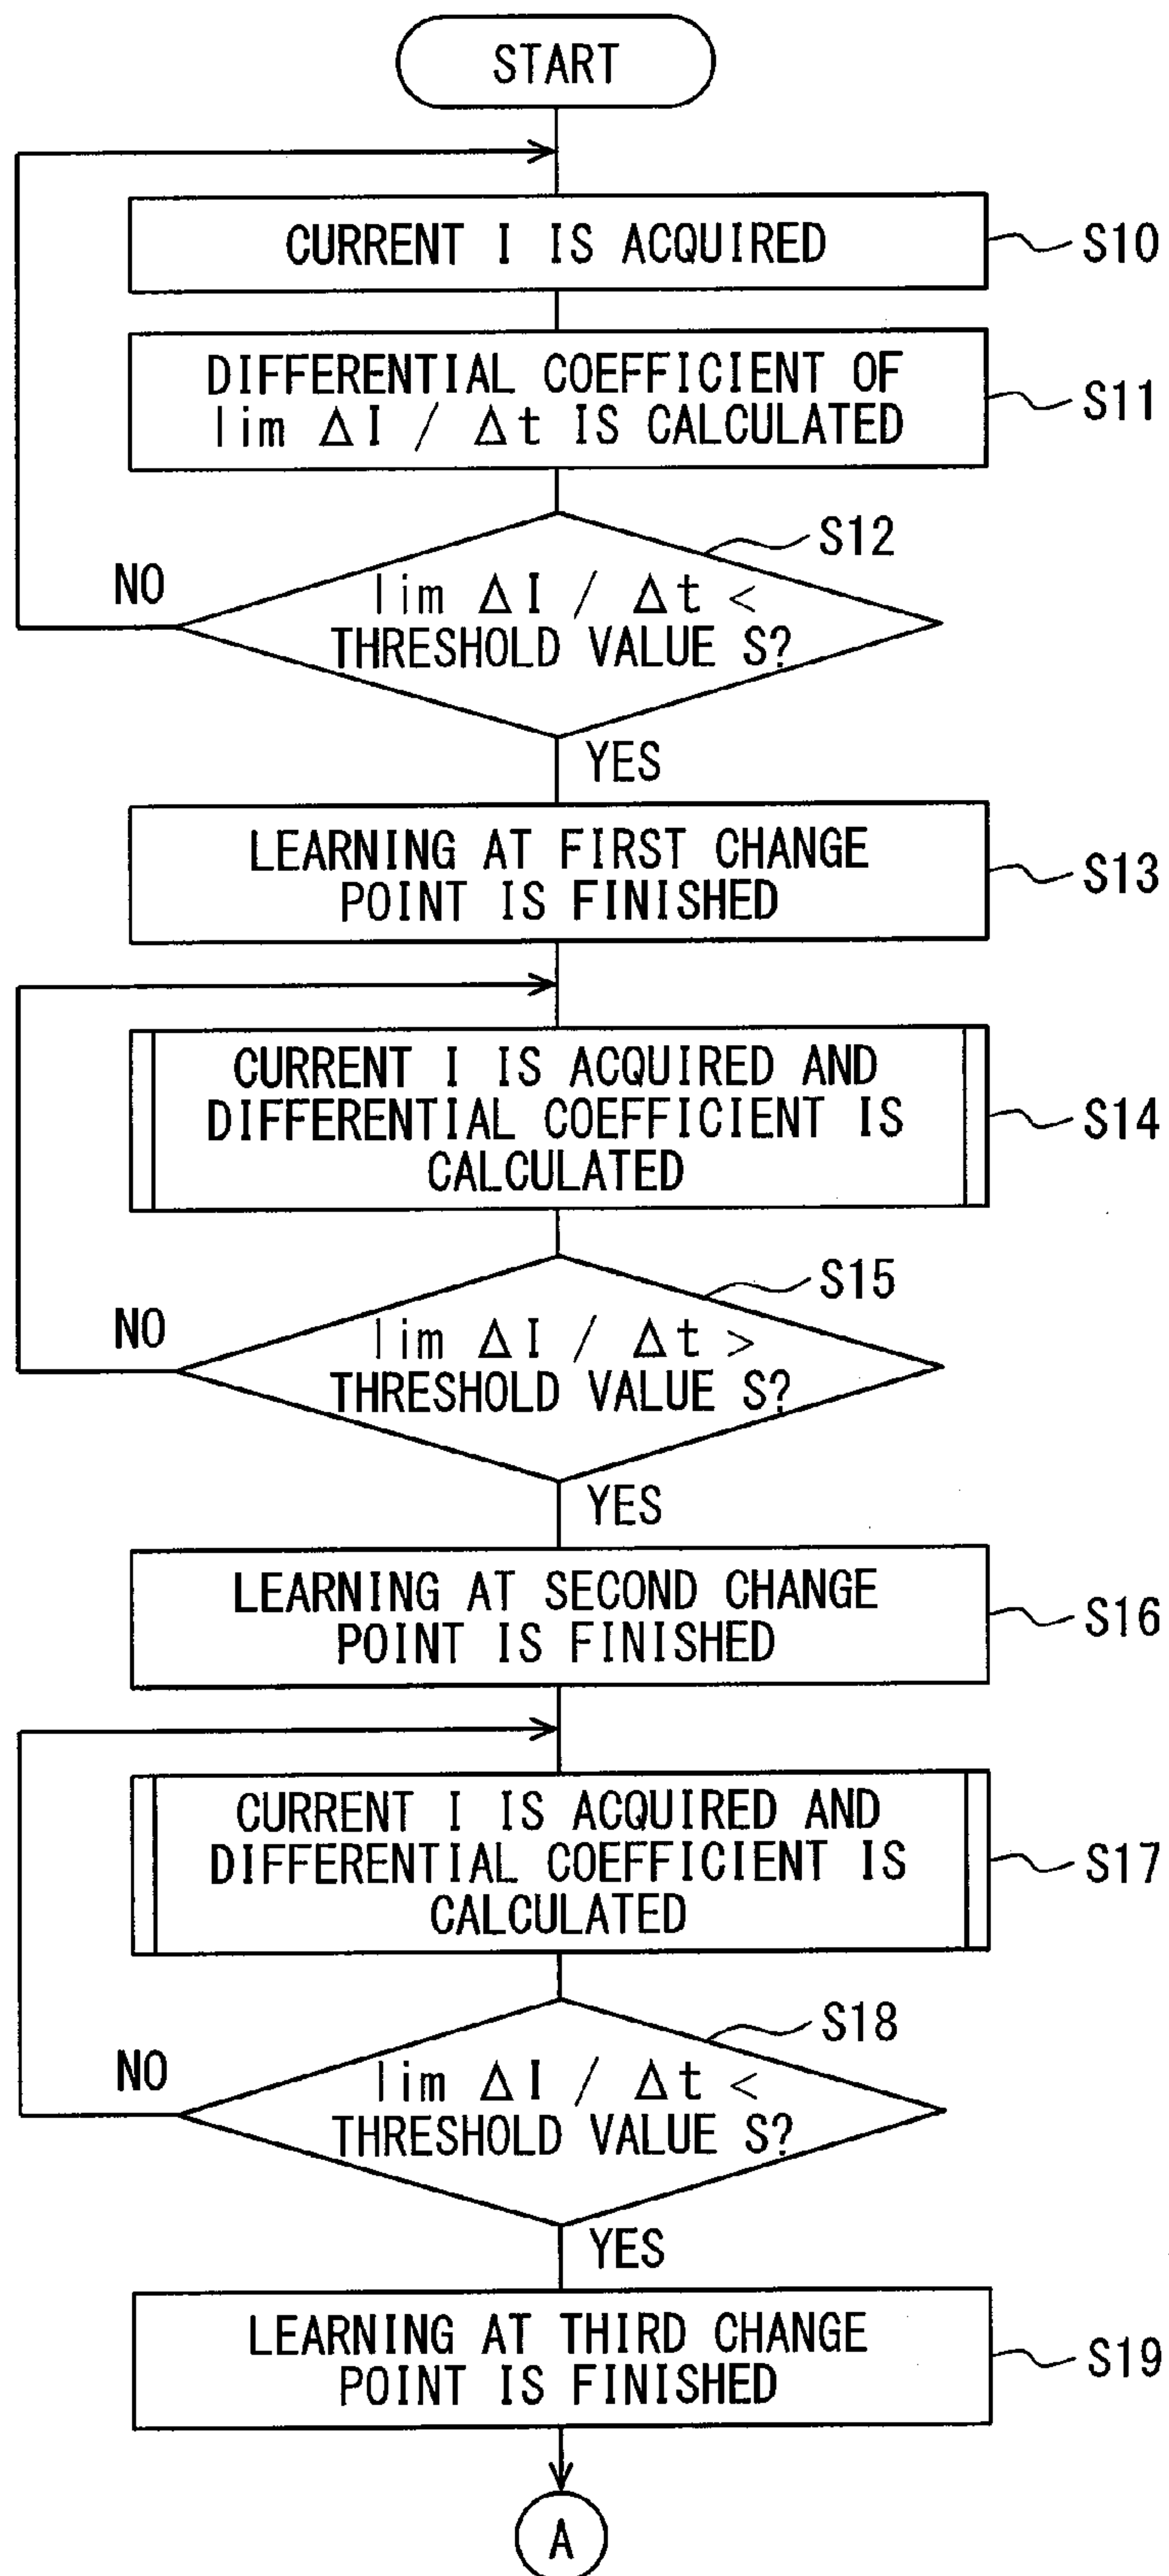 START
CURRENT I IS ACQUIRED
S10
DIFFERENTIAL COEFFICIENT OF
lim ΔI / Δt IS CALCULATED
S11
S12
lim ΔI / Δt <
THRESHOLD VALUE S?
NO
YES
LEARNING AT FIRST CHANGE
POINT IS FINISHED
S13
CURRENT I IS ACQUIRED AND
DIFFERENTIAL COEFFICIENT IS
CALCULATED
S14
S15
lim ΔI / Δt >
THRESHOLD VALUE S?
NO
YES
LEARNING AT SECOND CHANGE
POINT IS FINISHED
S16
CURRENT I IS ACQUIRED AND
DIFFERENTIAL COEFFICIENT IS
CALCULATED
S17
S18
lim ΔI / Δt <
THRESHOLD VALUE S?
NO
YES
LEARNING AT THIRD CHANGE
POINT IS FINISHED
S19
A